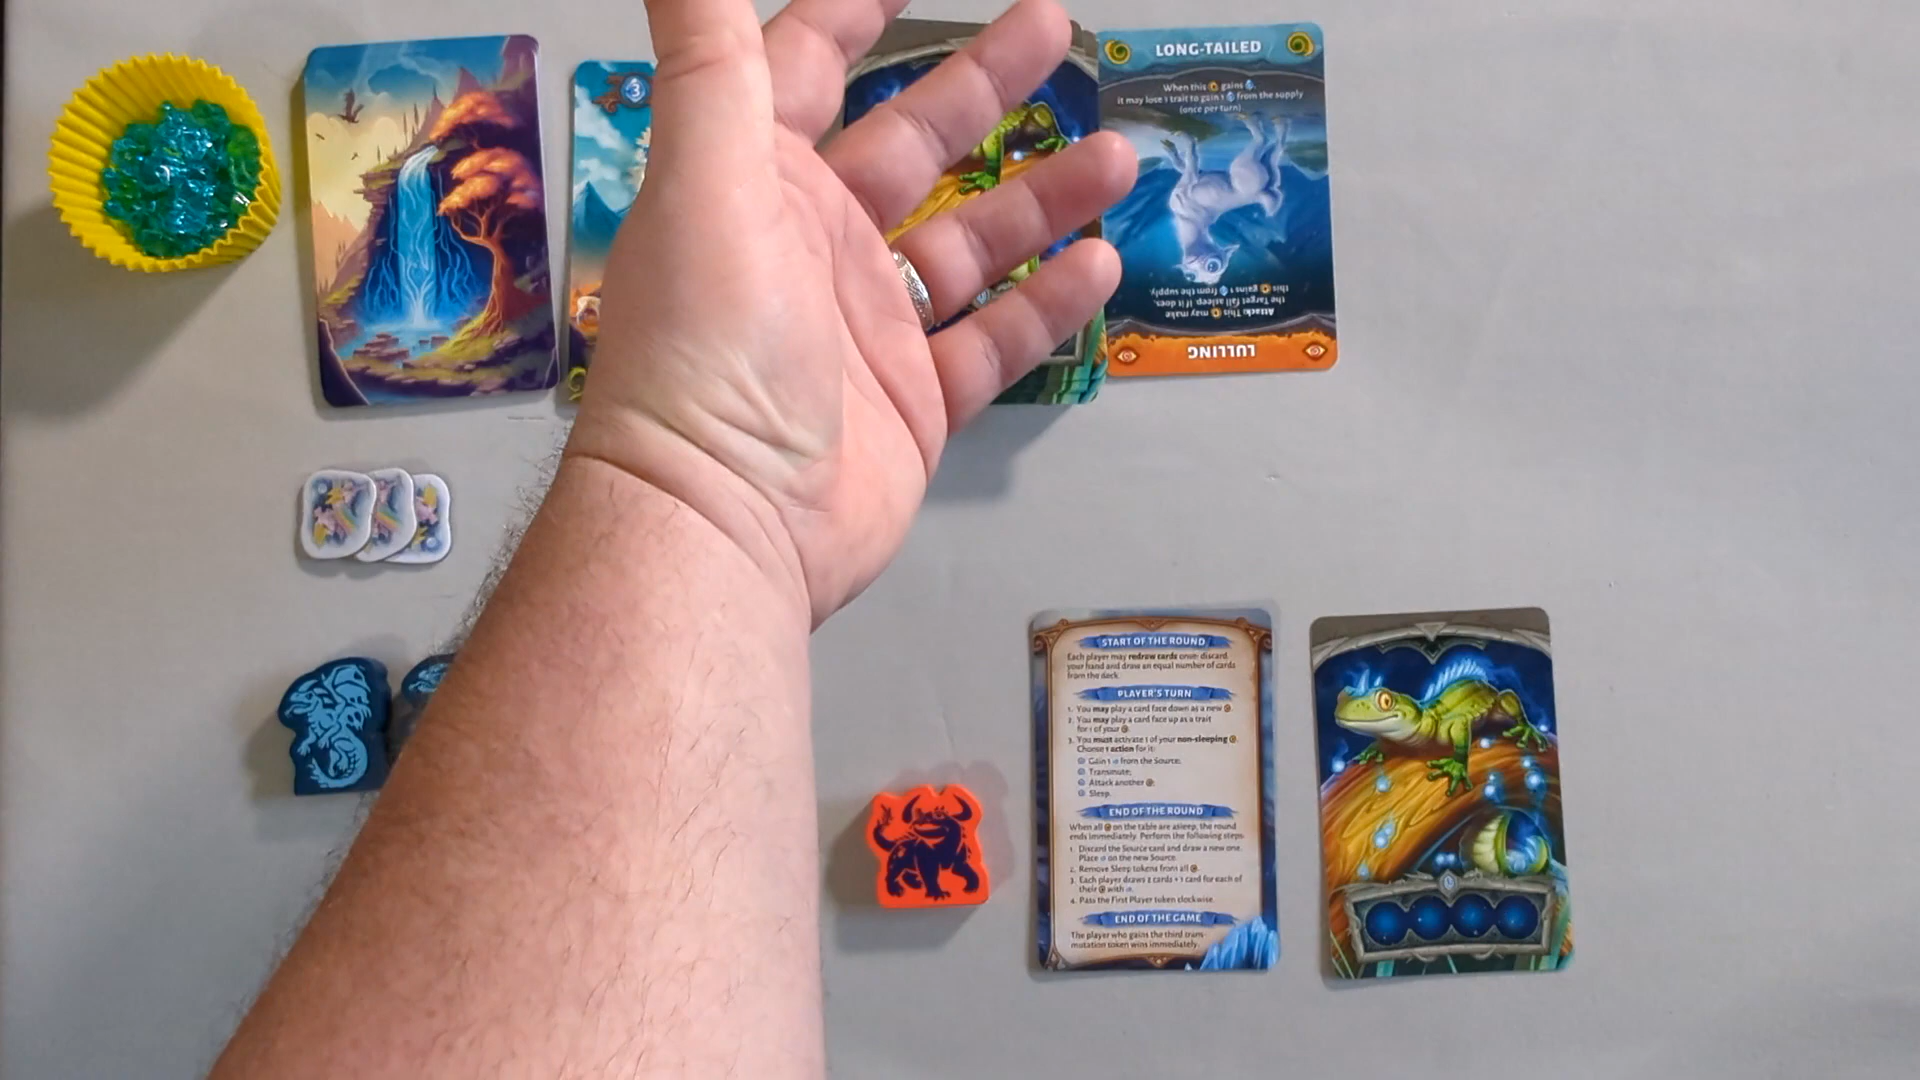 3
LONG-TAILED
When this gains ,
it may lose 1 trait to gain 1 from the supply
(once per turn).
LULLING
Attack: This may make
the Target fall asleep. If it does,
this gains 1 from the supply.
START OF THE ROUND
Each player may redraw cards once: discard
your hand and draw an equal number of cards
from the deck.
PLAYER'S TURN
1. You may play a card face down as a new .
2. You may play a card face up as a trait
for 1 of your .
3. You must activate 1 of your non-sleeping .
Choose 1 action for it:
Gain 1 from the Source;
Transmute;
Attack another ;
Sleep.
END OF THE ROUND
When all on the table are asleep, the round
ends immediately. Perform the following steps:
1. Discard the Source card and draw a new one.
Place on the new Source.
2. Remove Sleep tokens from all .
3. Each player draws 2 cards + 1 card for each of
their with .
4. Pass the First Player token clockwise.
END OF THE GAME
The player who gains the third trans-
mutation token wins immediately.